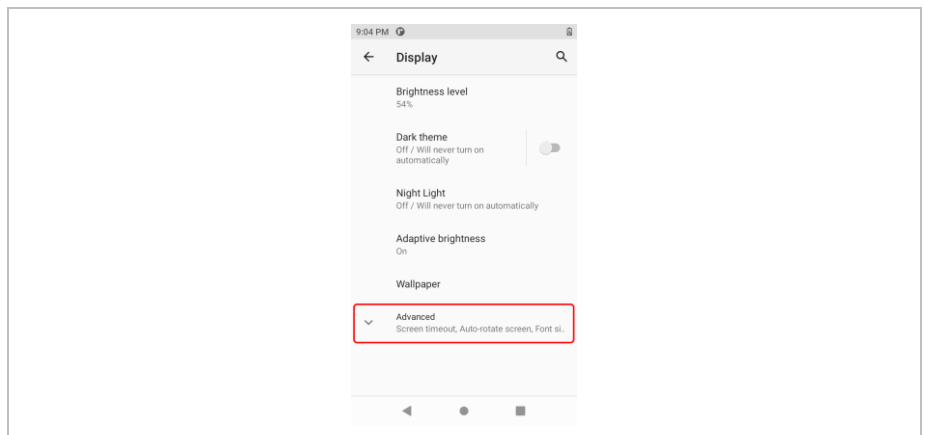 9:04 PM
Display
Brightness level
54%
Dark theme
Off / Will never turn on
automatically
Night Light
Off / Will never turn on automatically
Adaptive brightness
On
Wallpaper
Advanced
Screen timeout, Auto-rotate screen, Font si..